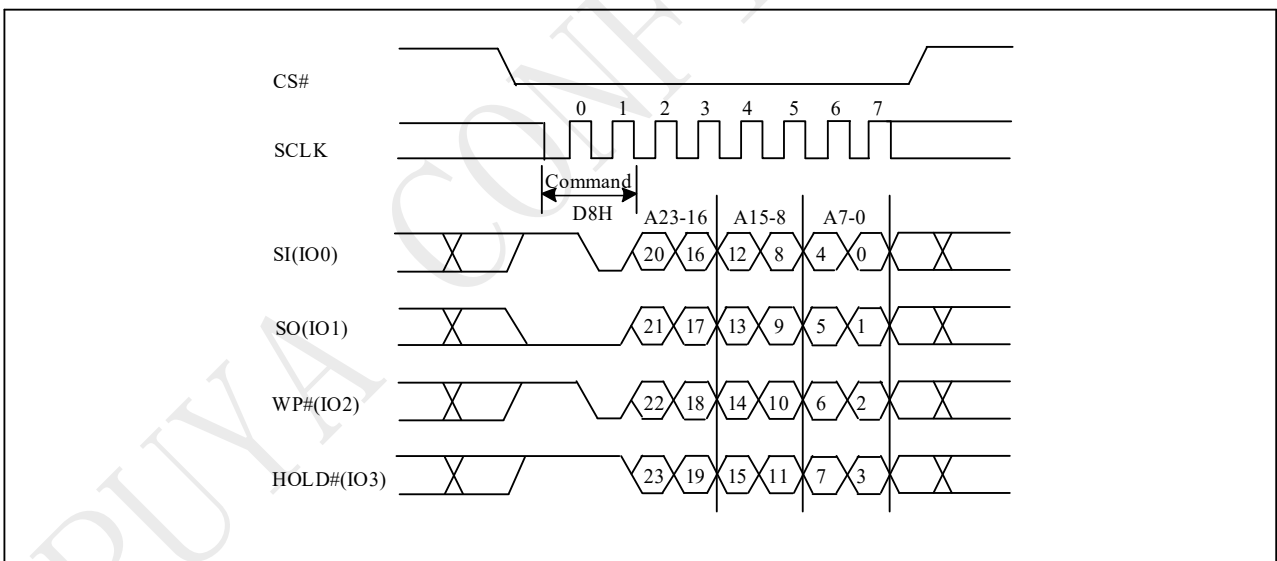 CS#
0 1 2 3 4 5 6 7
SCLK
Command
D8H A23-16 A15-8 A7-0
SI(IO0) 20 16 12 8 4 0
SO(IO1) 21 17 13 9 5 1
WP#(IO2) 22 18 14 10 6 2
HOLD#(IO3) 23 19 15 11 7 3
PUYA CONF